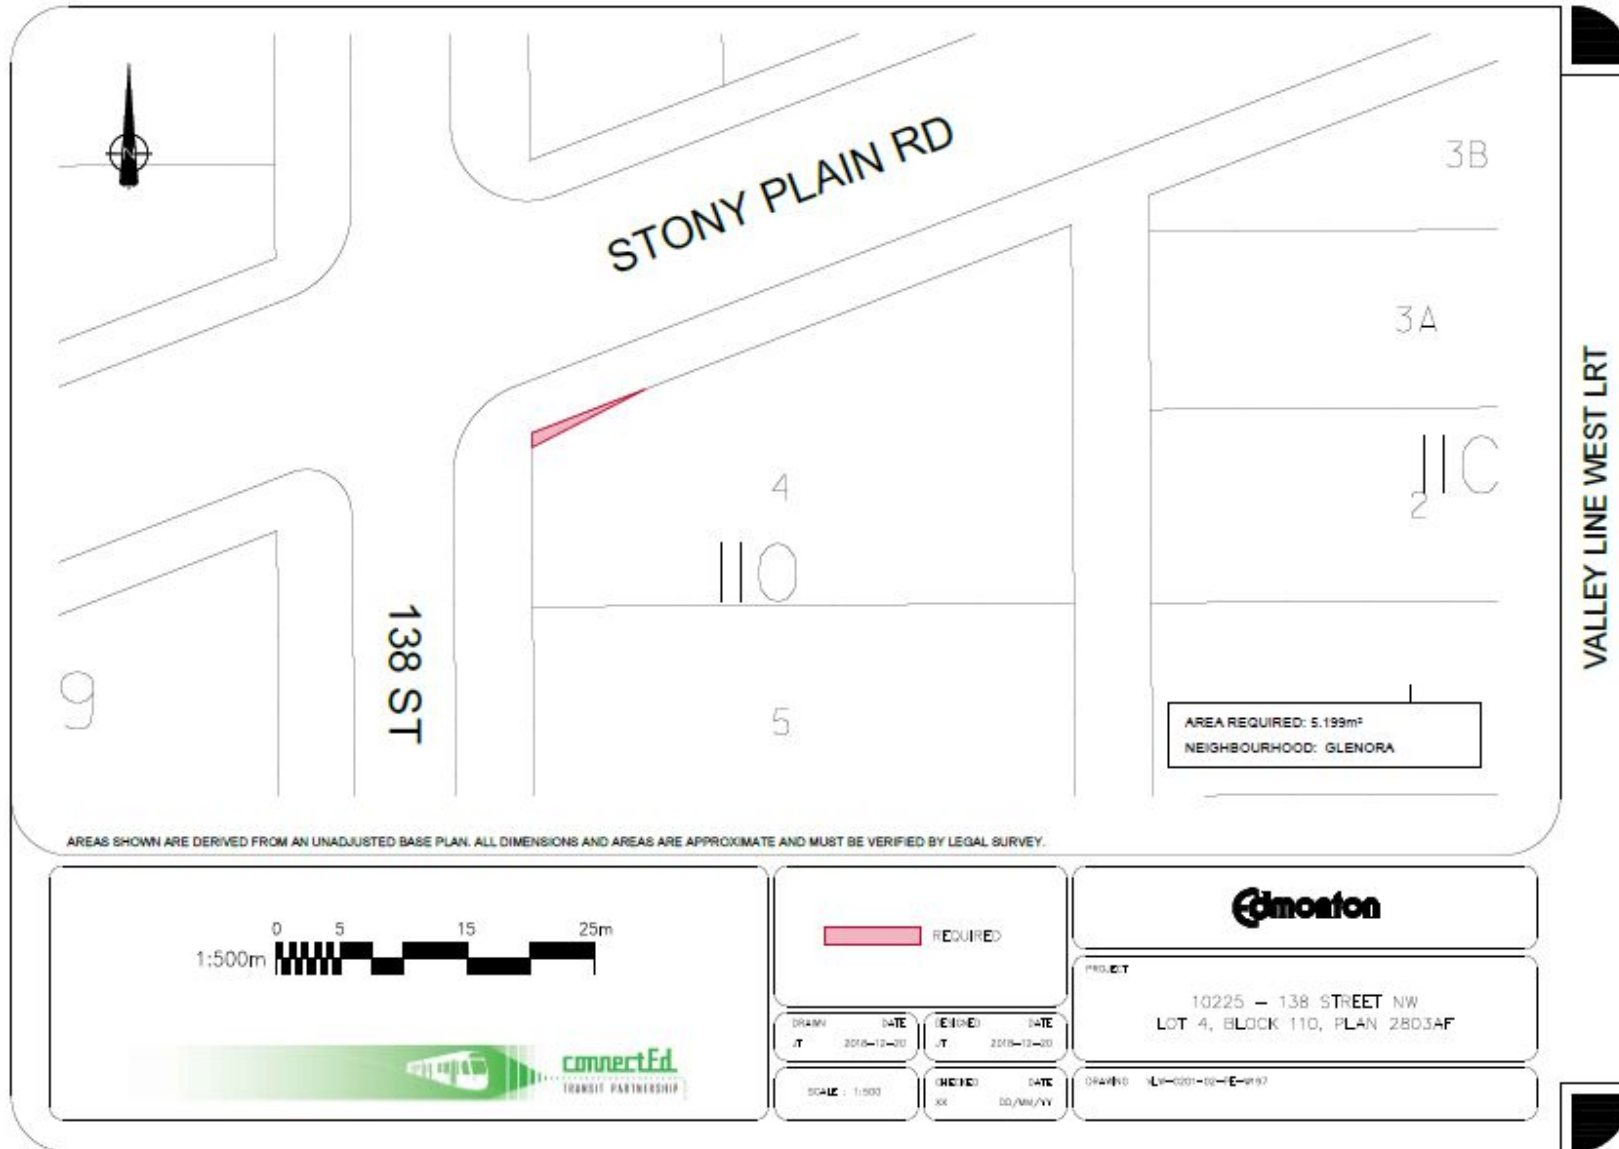 N
STONY PLAIN RD
3B
3A
11C
2
4
110
138 ST
9
5
AREA REQUIRED: 5.199m²
NEIGHBOURHOOD: GLENORA
VALLEY LINE WEST LRT
AREAS SHOWN ARE DERIVED FROM AN UNADJUSTED BASE PLAN. ALL DIMENSIONS AND AREAS ARE APPROXIMATE AND MUST BE VERIFIED BY LEGAL SURVEY.
0 5 15 25m
1:500m
connectEd
TRANSIT PARTNERSHIP
REQUIRED
DRAWN DATE
JT 2018-12-20
DESIGNED DATE
JT 2018-12-20
SCALE : 1:500
CHECKED DATE
XX DD/MM/YY
Edmonton
PROJECT
10225 – 138 STREET NW
LOT 4, BLOCK 110, PLAN 2803AF
DRAWING